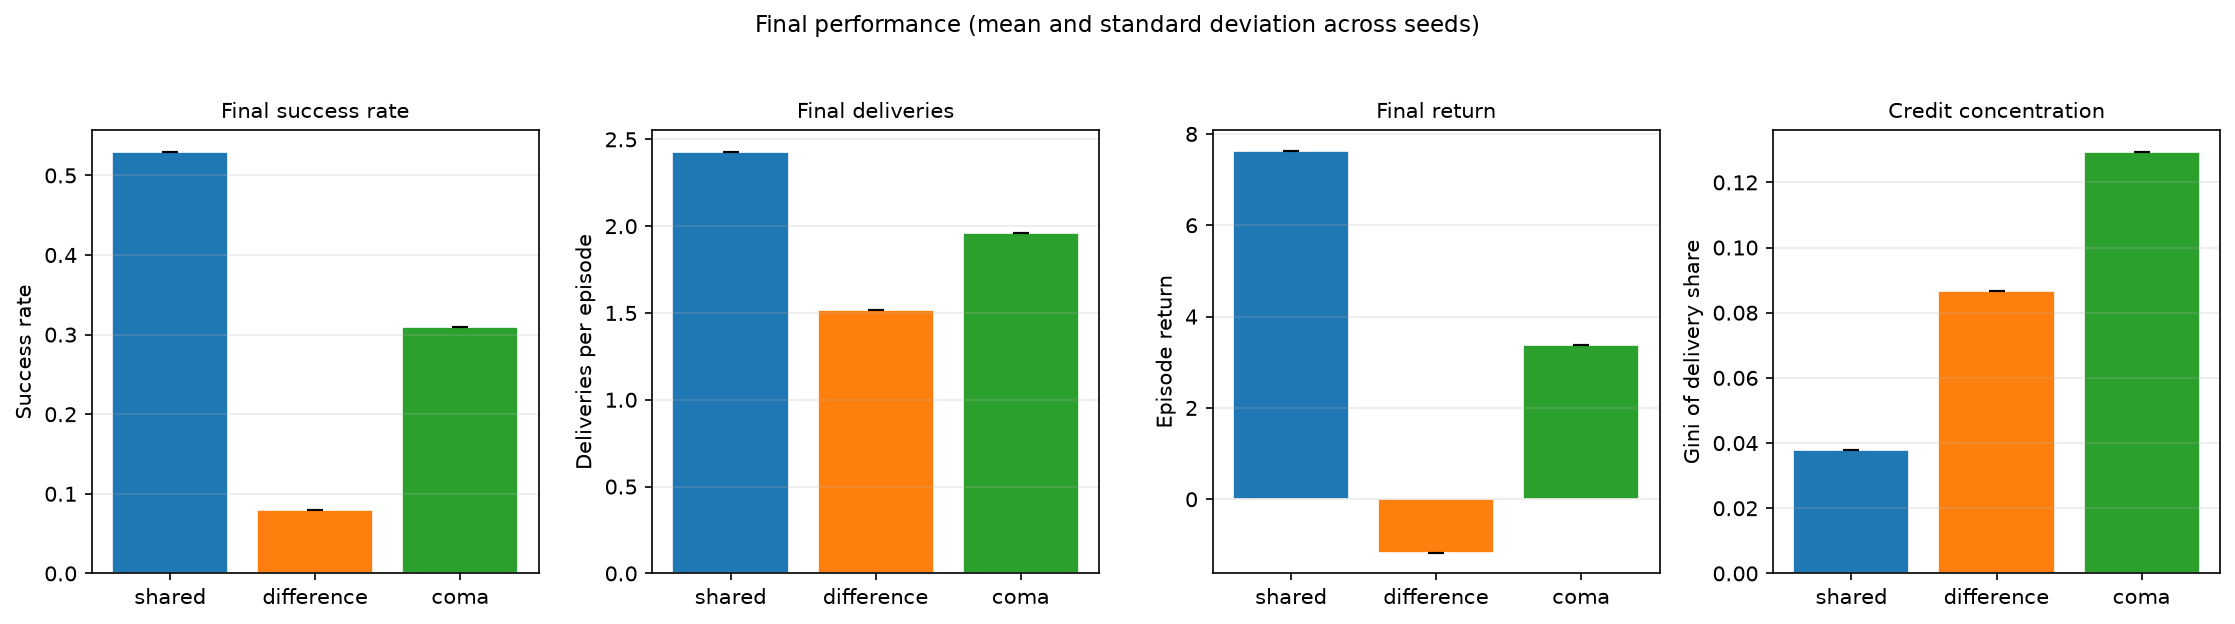 Final performance (mean and standard deviation across seeds)
Final success rate
Success rate
0.5
0.4
0.3
0.2
0.1
0.0
shared difference coma
Final deliveries
Deliveries per episode
2.5
2.0
1.5
1.0
0.5
0.0
shared difference coma
Final return
Episode return
8
6
4
2
0
shared difference coma
Credit concentration
Gini of delivery share
0.12
0.10
0.08
0.06
0.04
0.02
0.00
shared difference coma